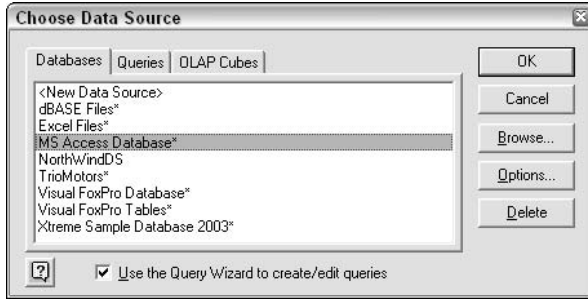 Choose Data Source
Databases Queries OLAP Cubes
<New Data Source>
dBASE Files*
Excel Files*
MS Access Database*
NorthWindDS
TrioMotors*
Visual FoxPro Database*
Visual FoxPro Tables*
Xtreme Sample Database 2003*
OK
Cancel
Browse...
Options...
Delete
Use the Query Wizard to create/edit queries